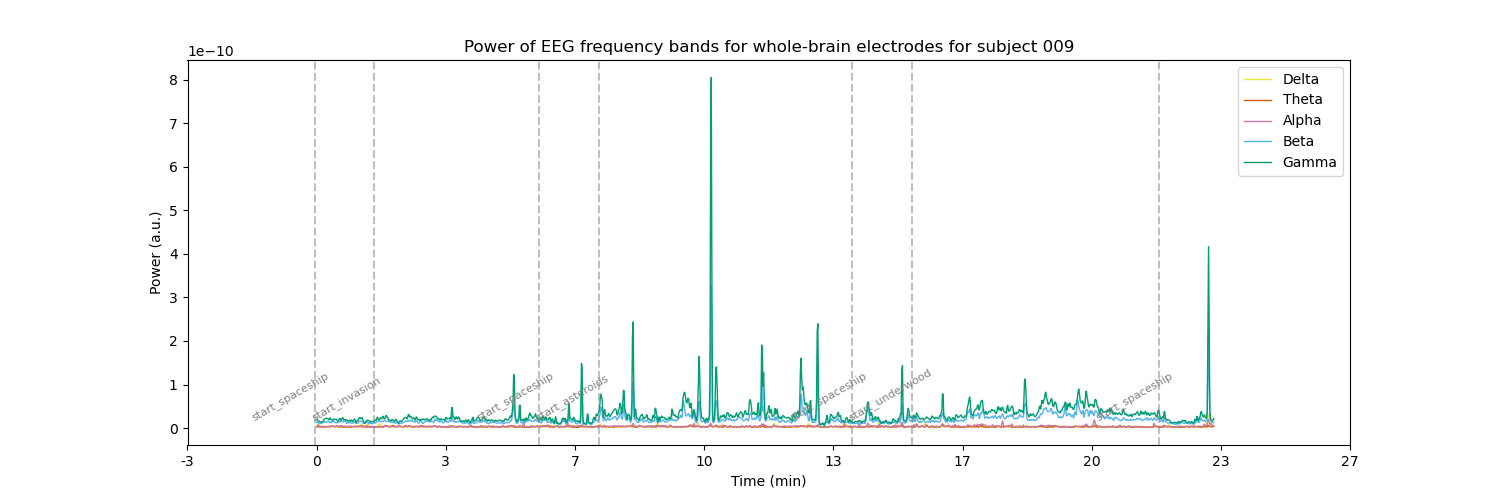 Power of EEG frequency bands for whole-brain electrodes for subject 009
1e−10
8
7
6
5
4
3
2
1
0
Power (a.u.)
Delta
Theta
Alpha
Beta
Gamma
start_spaceship
start_invasion
start_spaceship
start_asteroids
start_spaceship
start_underwood
start_spaceship
-3
0
3
7
10
13
17
20
23
27
Time (min)